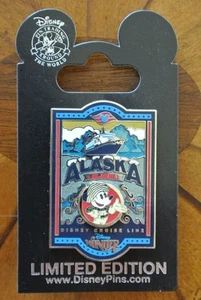 Disney
PIN TRADING
AROUND
THE WORLD
ALASKA
DISNEY CRUISE LINE
DISNEY
WONDER
LIMITED EDITION
www.DisneyPins.com